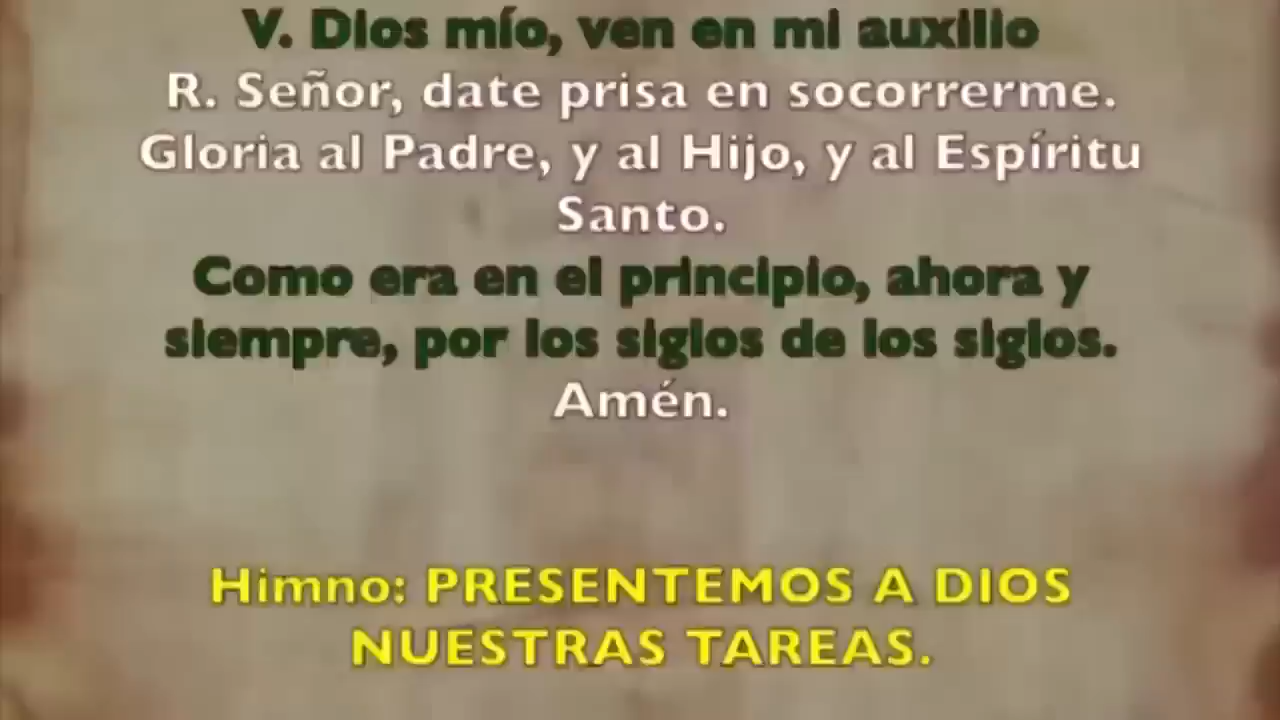 V. Dios mío, ven en mi auxilio
R. Señor, date prisa en socorrerme.
Gloria al Padre, y al Hijo, y al Espíritu
Santo.
Como era en el principio, ahora y
siempre, por los siglos de los siglos.
Amén.
Himno: PRESENTEMOS A DIOS
NUESTRAS TAREAS.